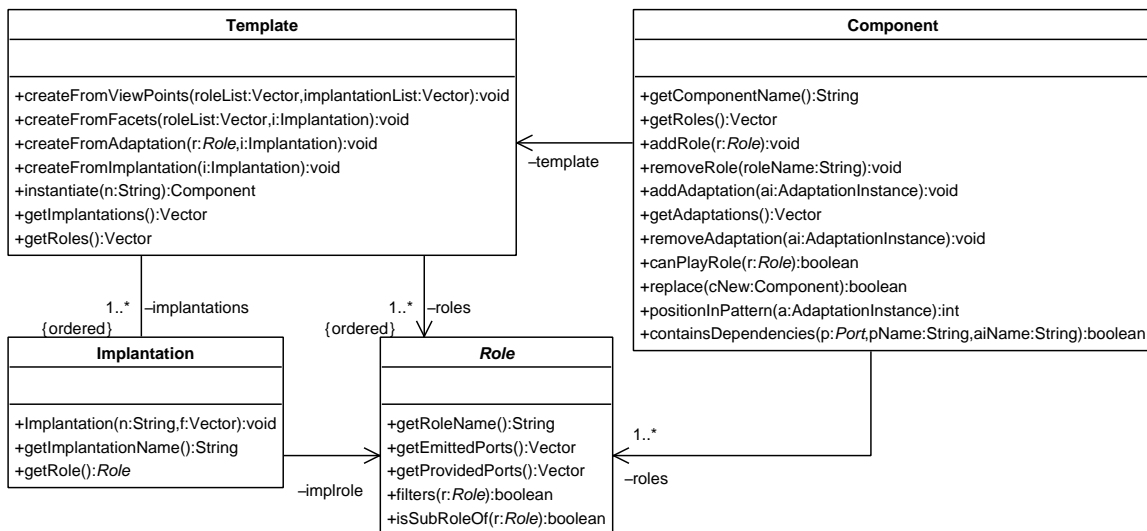 Template
+createFromViewPoints(roleList:Vector,implantationList:Vector):void
+createFromFacets(roleList:Vector,i:Implantation):void
+createFromAdaptation(r:Role,i:Implantation):void
+createFromImplantation(i:Implantation):void
+instantiate(n:String):Component
+getImplantations():Vector
+getRoles():Vector
Component
+getComponentName():String
+getRoles():Vector
+addRole(r:Role):void
+removeRole(roleName:String):void
+addAdaptation(ai:AdaptationInstance):void
+getAdaptations():Vector
+removeAdaptation(ai:AdaptationInstance):void
+canPlayRole(r:Role):boolean
+replace(cNew:Component):boolean
+positionInPattern(a:AdaptationInstance):int
+containsDependencies(p:Port,pName:String,aiName:String):boolean
–template
1..* –implantations
{ordered}
1..* –roles
{ordered}
Implantation
+Implantation(n:String,f:Vector):void
+getImplantationName():String
+getRole():Role
–implrole
Role
+getRoleName():String
+getEmittedPorts():Vector
+getProvidedPorts():Vector
+filters(r:Role):boolean
+isSubRoleOf(r:Role):boolean
1..*
–roles